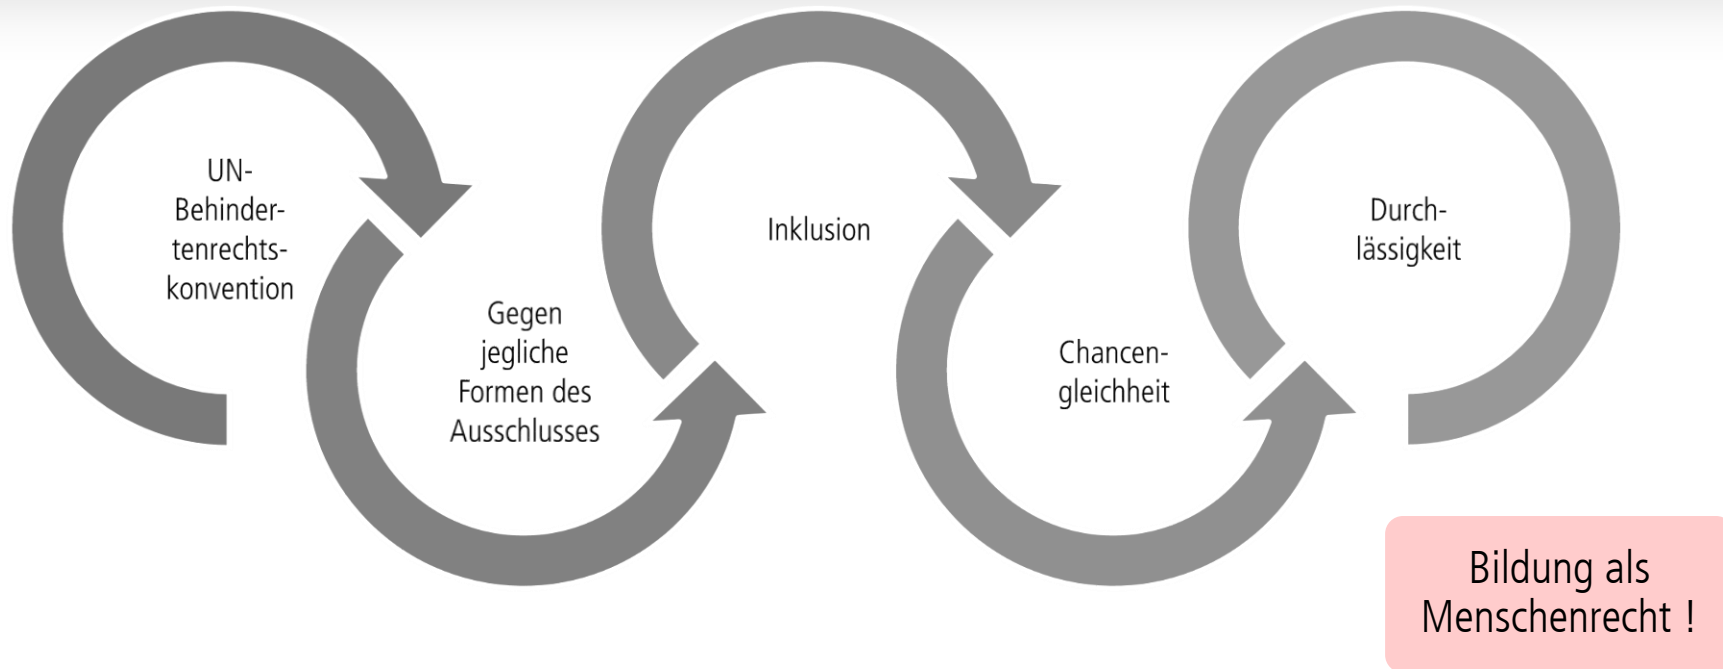 UN-
Behinder-
tenrechts-
konvention
Gegen
jegliche
Formen des
Ausschlusses
Inklusion
Chancen-
gleichheit
Durch-
lässigkeit
Bildung als
Menschenrecht !